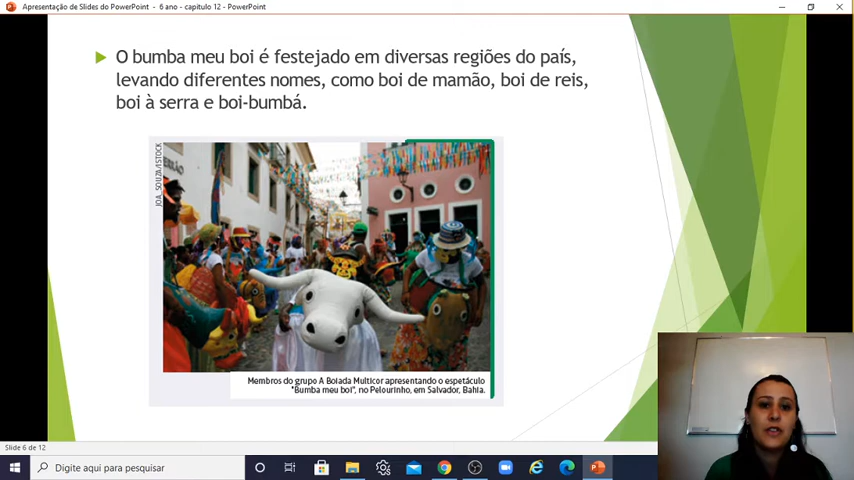 Apresentação de Slides do PowerPoint - 6 ano - capitulo 12 - PowerPoint
O bumba meu boi é festejado em diversas regiões do país,
levando diferentes nomes, como boi de mamão, boi de reis,
boi à serra e boi-bumbá.
JOA_SOUZA/ISTOCK
Membros do grupo A Boiada Multicor apresentando o espetáculo
"Bumba meu boi", no Pelourinho, em Salvador, Bahia.
Slide 6 de 12
Digite aqui para pesquisar